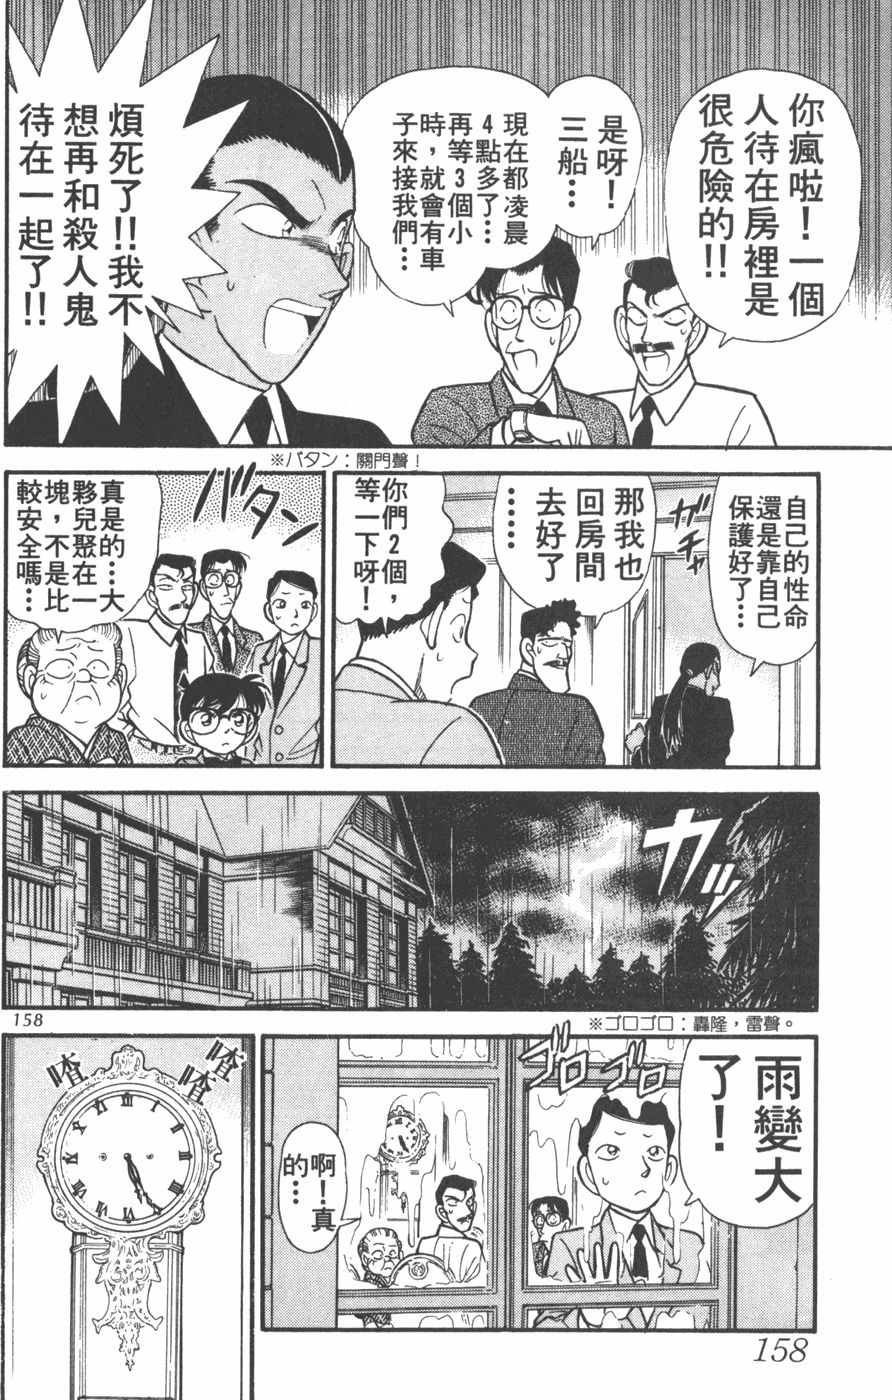 你瘋啦！一個
人待在房裡是
很危險的!!
是呀！
三船…
現在都凌晨
4點多了…
再等3個小
時，就會有車
子來接我們…
煩死了!!我不
想再和殺人鬼
待在一起了!!
※バタン：關門聲！
自己的性命
還是靠自己
保護好了…
ガチャ
那我也
回房間
去好了
……
你們2個，
等一下呀！
バタン
真是的…大
夥兒聚在一
塊，不是比
較安全嗎…
カッ
158
※ゴロゴロ：轟隆，雷聲。
雨變大
了！
ゴロゴロ
啊！真
的…
喳
喳
喳
158